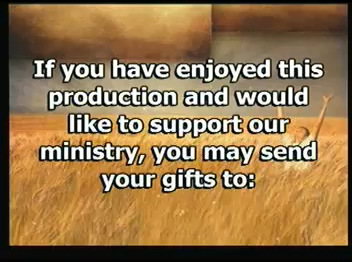 If you have enjoyed this
production and would
like to support our
ministry, you may send
your gifts to: